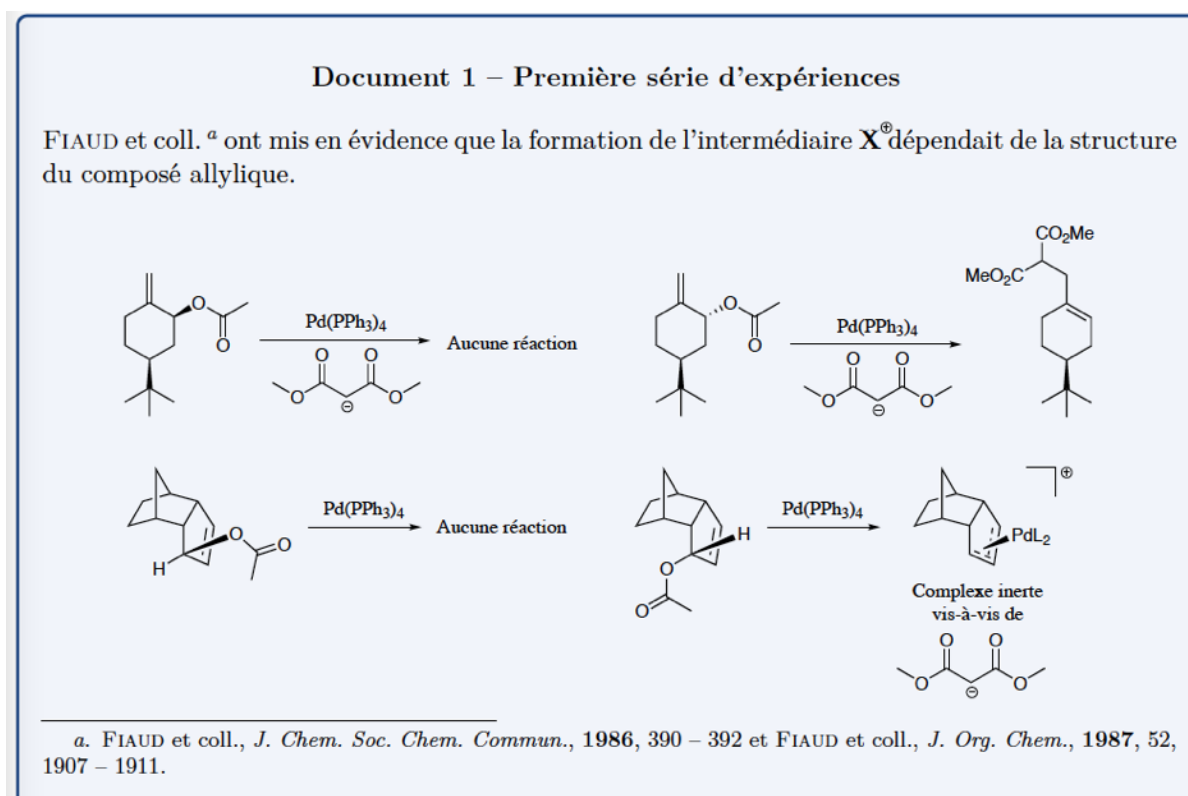 Document 1 – Première série d'expériences
FIAUD et coll. a ont mis en évidence que la formation de l'intermédiaire X⊕ dépendait de la structure
du composé allylique.
O
O
Pd(PPh3)4
O O
O O
⊖
Aucune réaction
O
O
Pd(PPh3)4
O O
O O
⊖
CO2Me
MeO2C
H
O
O
Pd(PPh3)4
Aucune réaction
H
O
O
Pd(PPh3)4
⊕
PdL2
Complexe inerte
vis-à-vis de
O O
O O
⊖
a. FIAUD et coll., J. Chem. Soc. Chem. Commun., 1986, 390 – 392 et FIAUD et coll., J. Org. Chem., 1987, 52,
1907 – 1911.